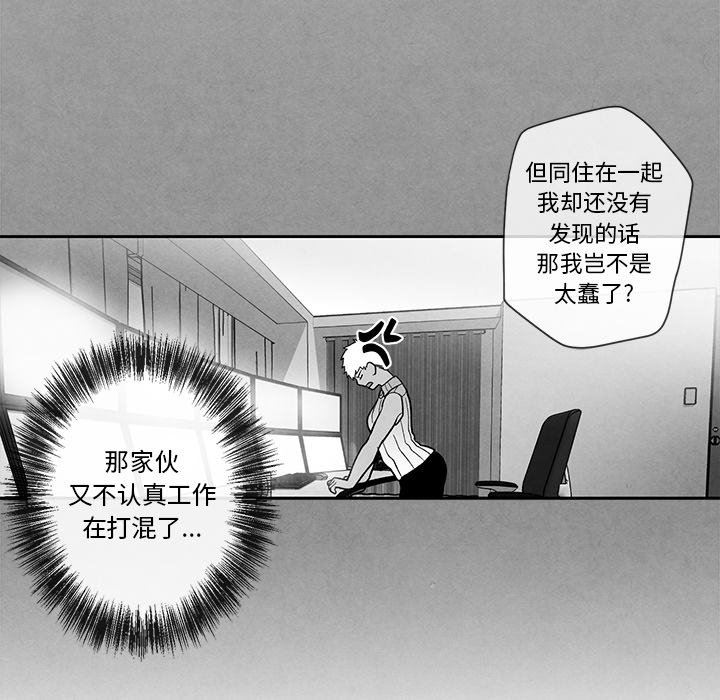 但同住在一起
我却还没有
发现的话
那我岂不是
太蠢了?
那家伙
又不认真工作
在打混了...